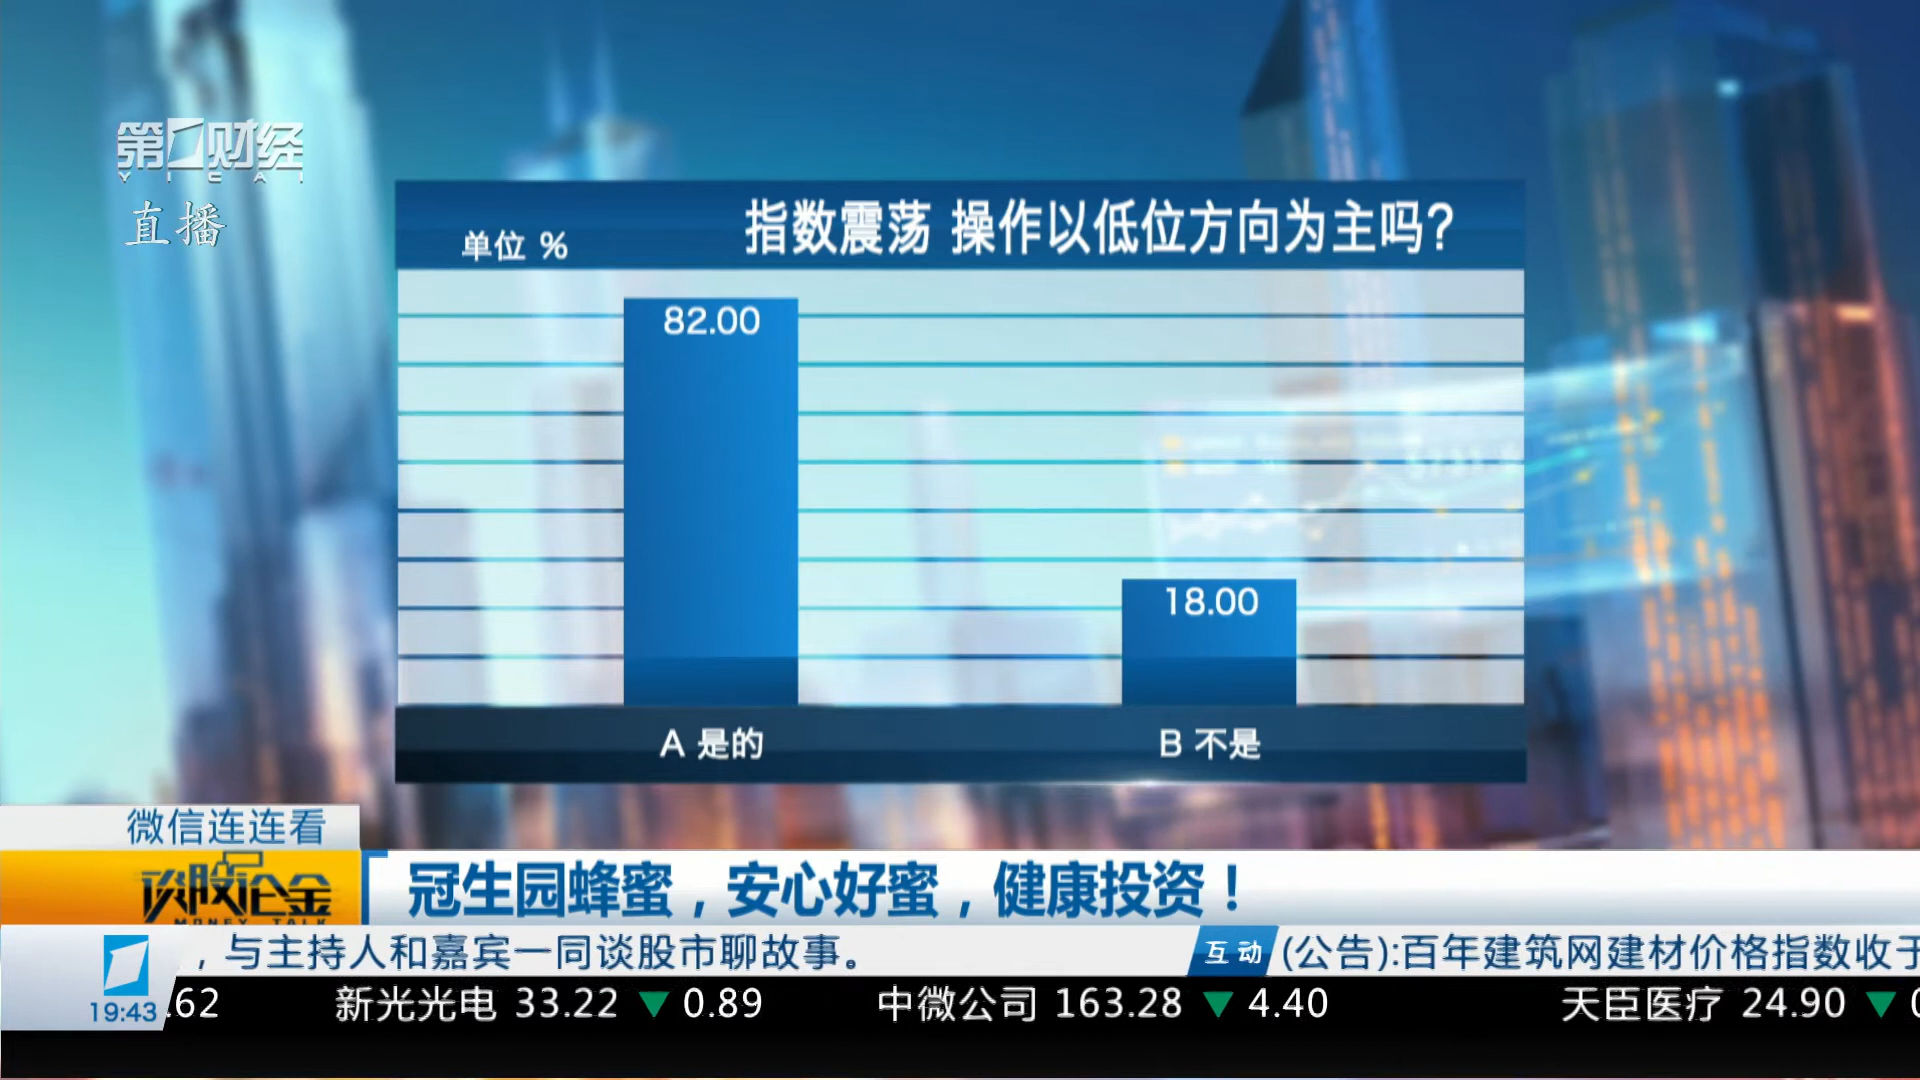 第1财经
YICAI
直播
单位 %
指数震荡 操作以低位方向为主吗?
82.00
18.00
A 是的
B 不是
微信连连看
谈股论金
MONEY TALK
冠生园蜂蜜，安心好蜜，健康投资！
，与主持人和嘉宾一同谈股市聊故事。
互动 (公告):百年建筑网建材价格指数收于
19:43
.62 新光光电 33.22 ▼ 0.89 中微公司 163.28 ▼ 4.40 天臣医疗 24.90 ▼